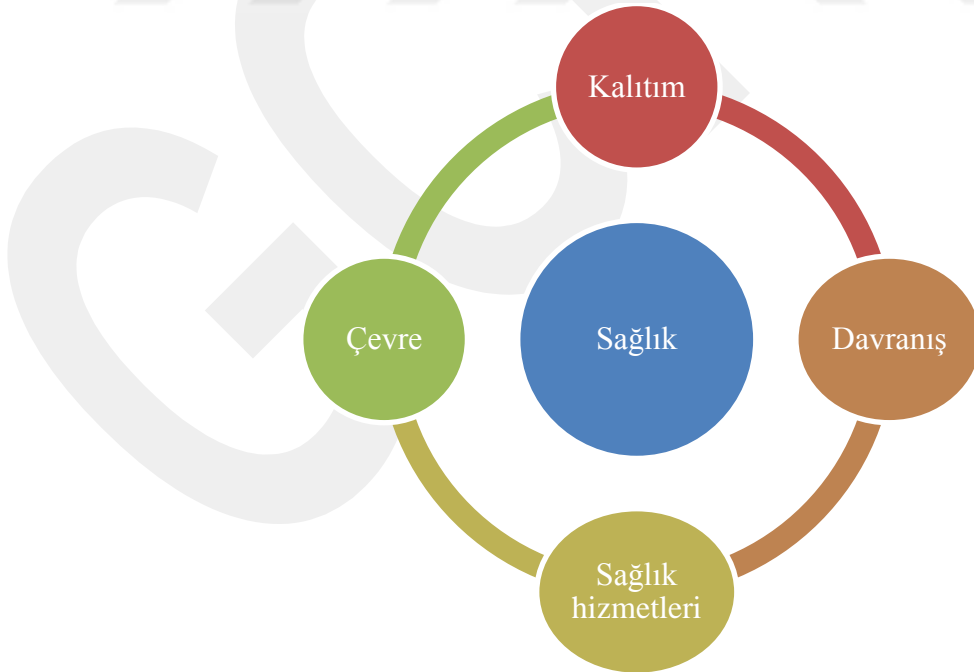 Kalıtım
Çevre
Sağlık
Davranış
Sağlık
hizmetleri